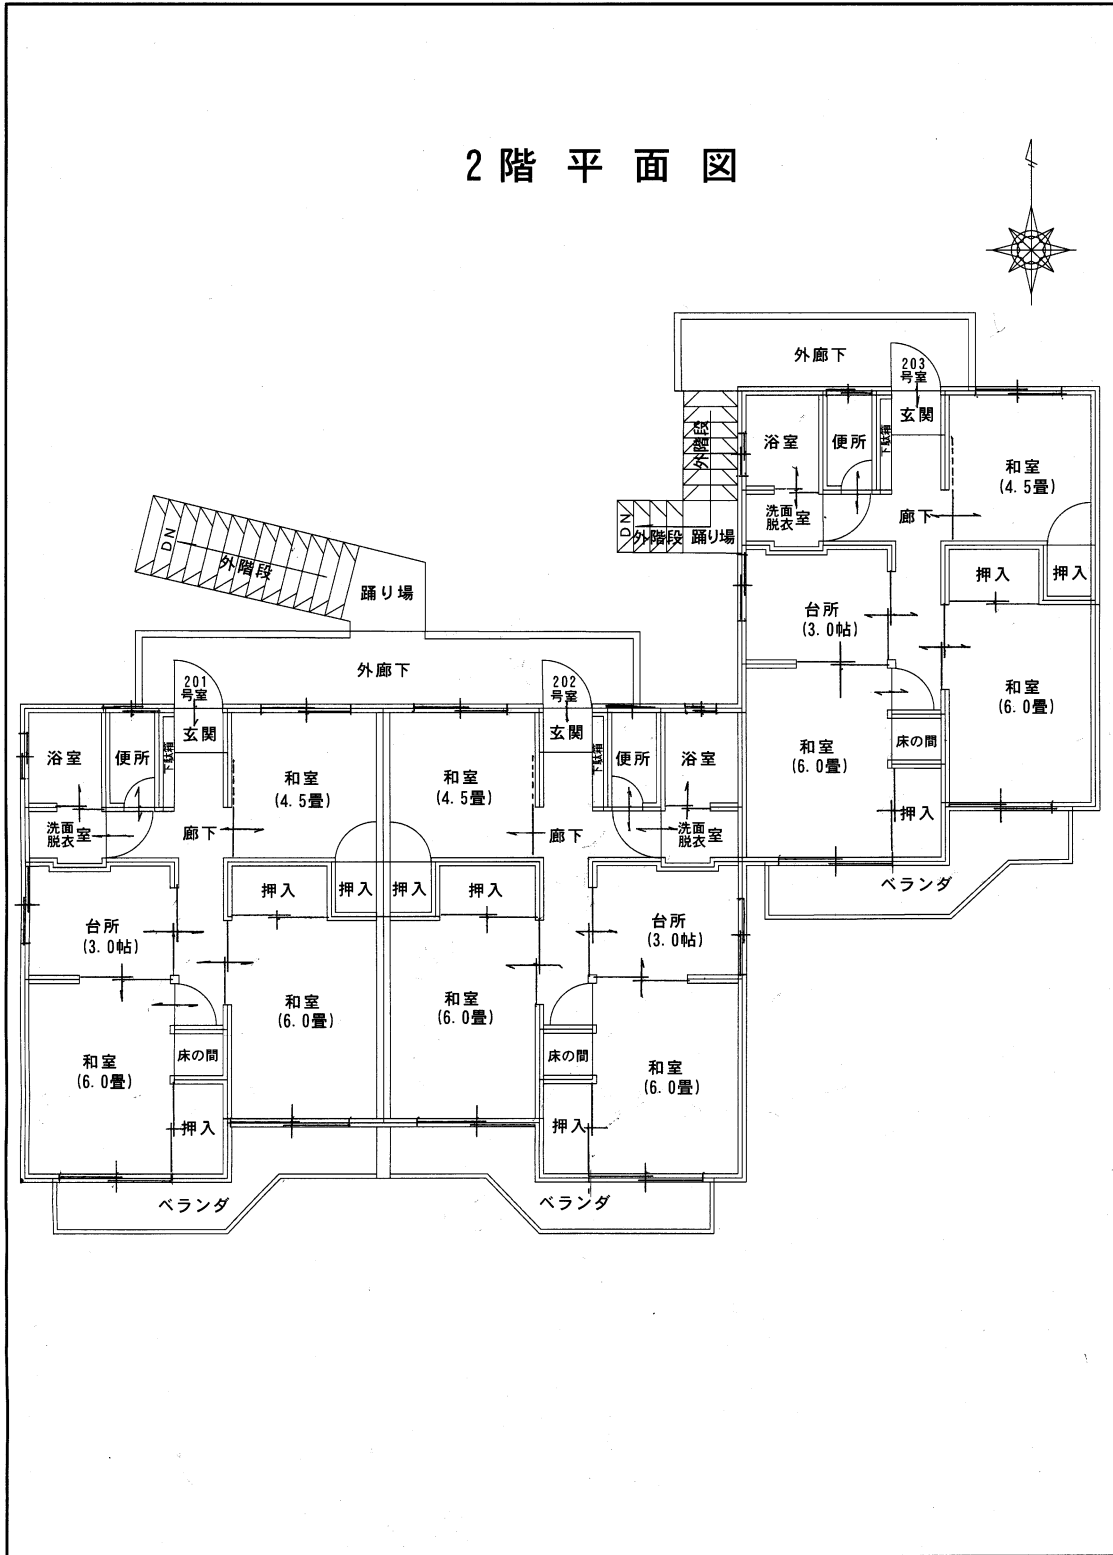 2階平面図
外廊下
203
号室
玄関
下駄箱
便所
浴室
和室
(4.5畳)
洗面
脱衣
室
廊下
外階段
DN
外階段
踊り場
押入
押入
台所
(3.0帖)
和室
(6.0畳)
和室
(6.0畳)
床の間
押入
ベランダ
DN
外階段
踊り場
外廊下
201
号室
玄関
下駄箱
便所
浴室
和室
(4.5畳)
洗面
脱衣
室
廊下
押入
押入
台所
(3.0帖)
和室
(6.0畳)
和室
(6.0畳)
床の間
押入
ベランダ
202
号室
玄関
下駄箱
便所
浴室
和室
(4.5畳)
廊下
洗面
脱衣
室
押入
押入
台所
(3.0帖)
和室
(6.0畳)
和室
(6.0畳)
床の間
押入
ベランダ